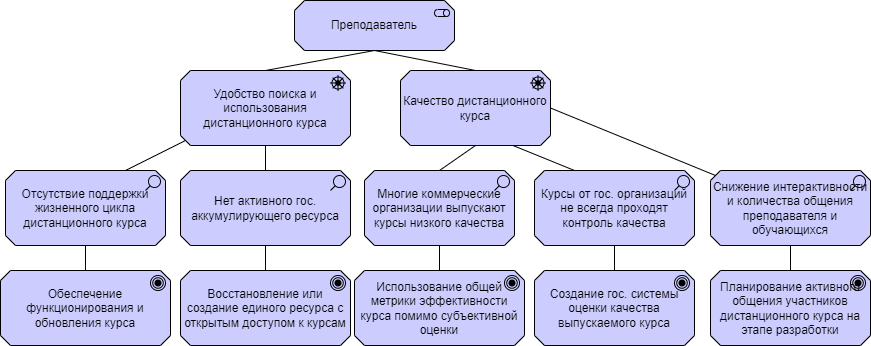 Преподаватель
Удобство поиска и
использования
дистанционного курса
Качество дистанционного
курса
Отсутствие поддержки
жизненного цикла
дистанционного курса
Нет активного гос.
аккумулирующего ресурса
Многие коммерческие
организации выпускают
курсы низкого качества
Курсы от гос. организаций
не всегда проходят
контроль качества
Снижение интерактивности
и количества общения
преподавателя и
обучающихся
Обеспечение
функционирования и
обновления курса
Восстановление или
создание единого ресурса с
открытым доступом к курсам
Использование общей
метрики эффективности
курса помимо субъективной
оценки
Создание гос. системы
оценки качества
выпускаемого курса
Планирование активного
общения участников
дистанционного курса на
этапе разработки